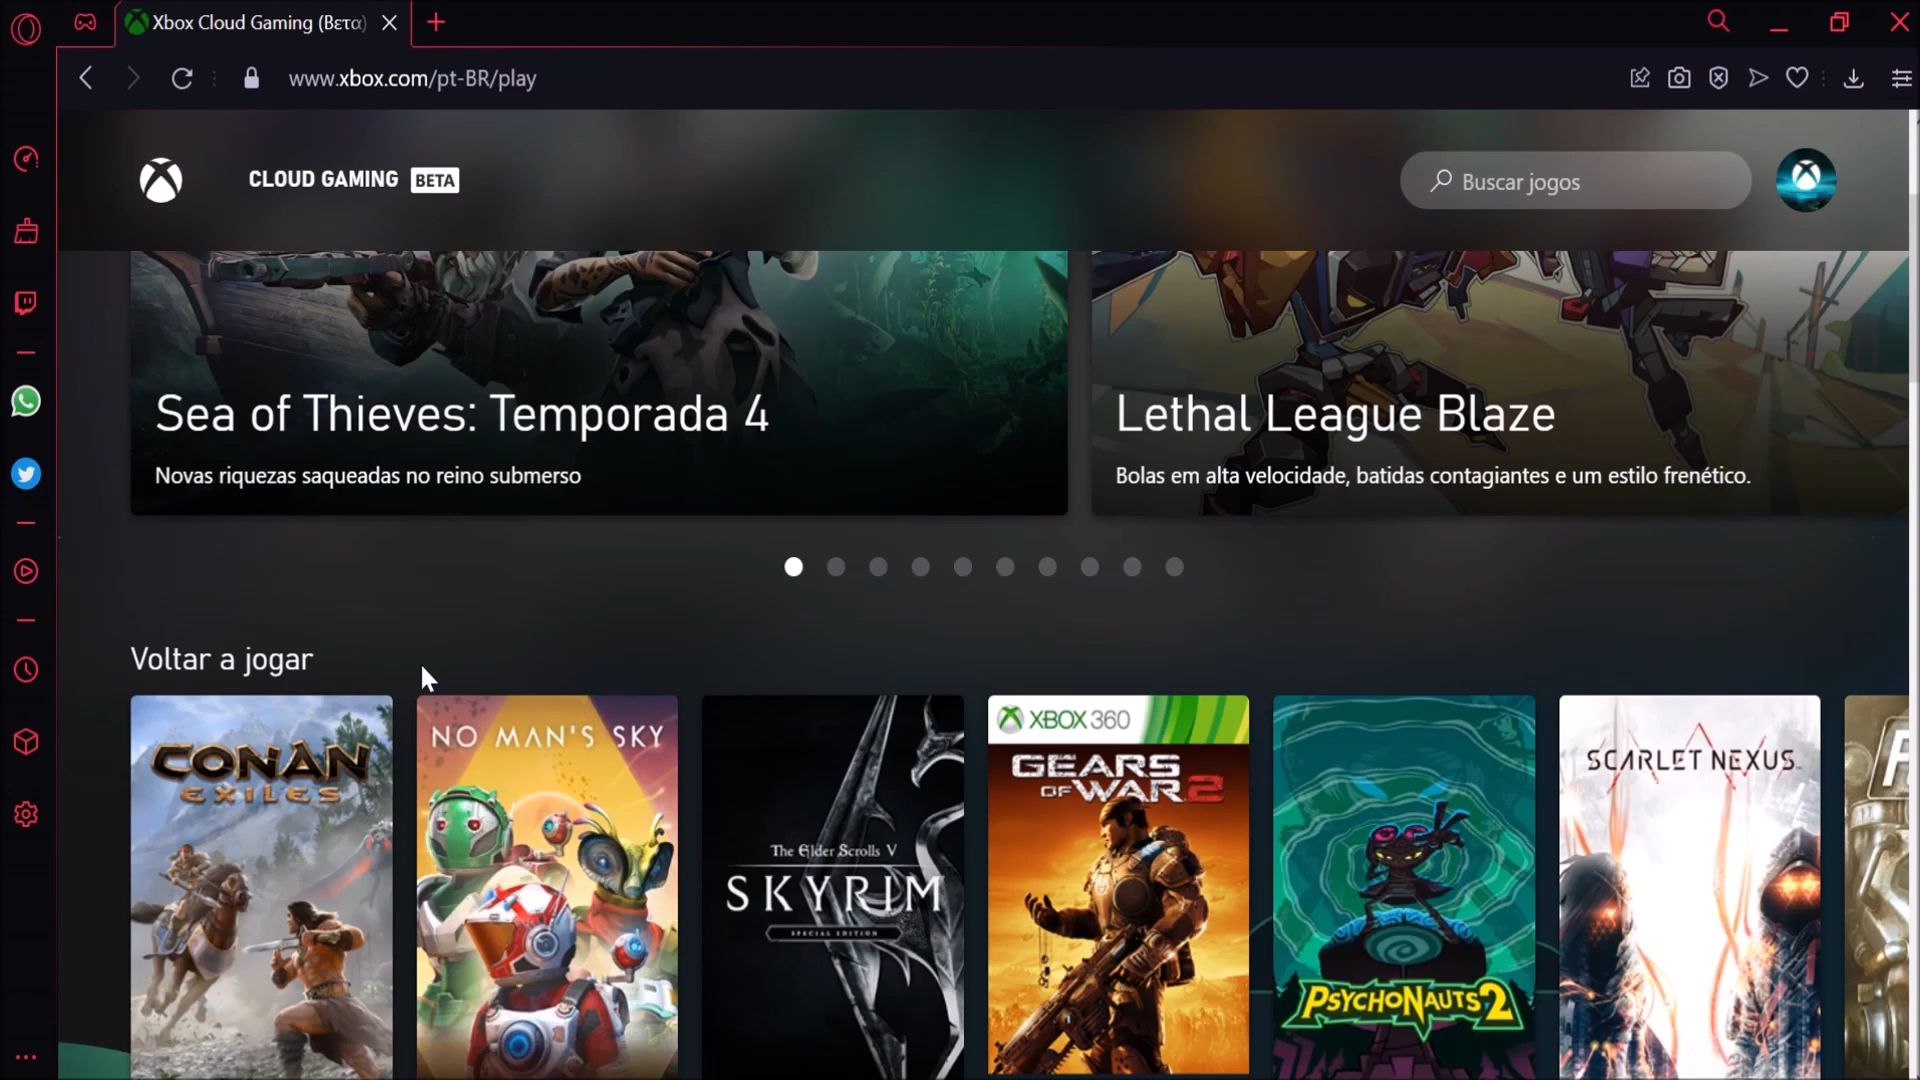 Xbox Cloud Gaming (Βετα)
www.xbox.com/pt-BR/play
CLOUD GAMING BETA
Buscar jogos
Sea of Thieves: Temporada 4
Novas riquezas saqueadas no reino submerso
Lethal League Blaze
Bolas em alta velocidade, batidas contagiantes e um estilo frenético.
Voltar a jogar
CONAN
EXILES
NO MAN'S SKY
The Elder Scrolls V
SKYRIM
SPECIAL EDITION
XBOX 360
GEARS
OF WAR 2
PSYCHONAUTS 2
SCARLET NEXUS